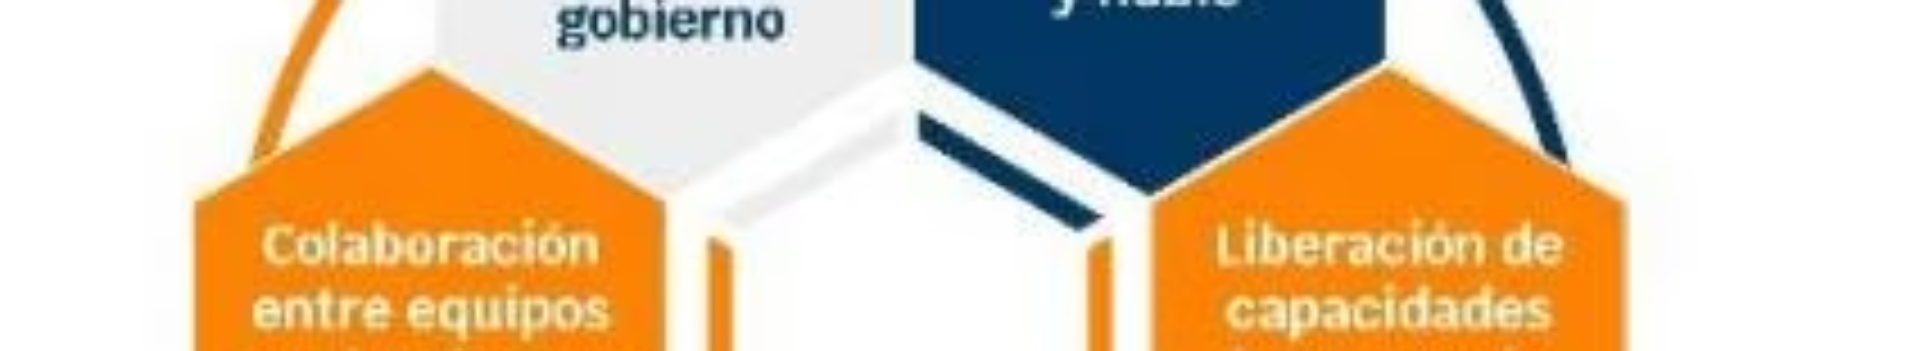 gobierno
Colaboración
entre equipos
Liberación de
capacidades